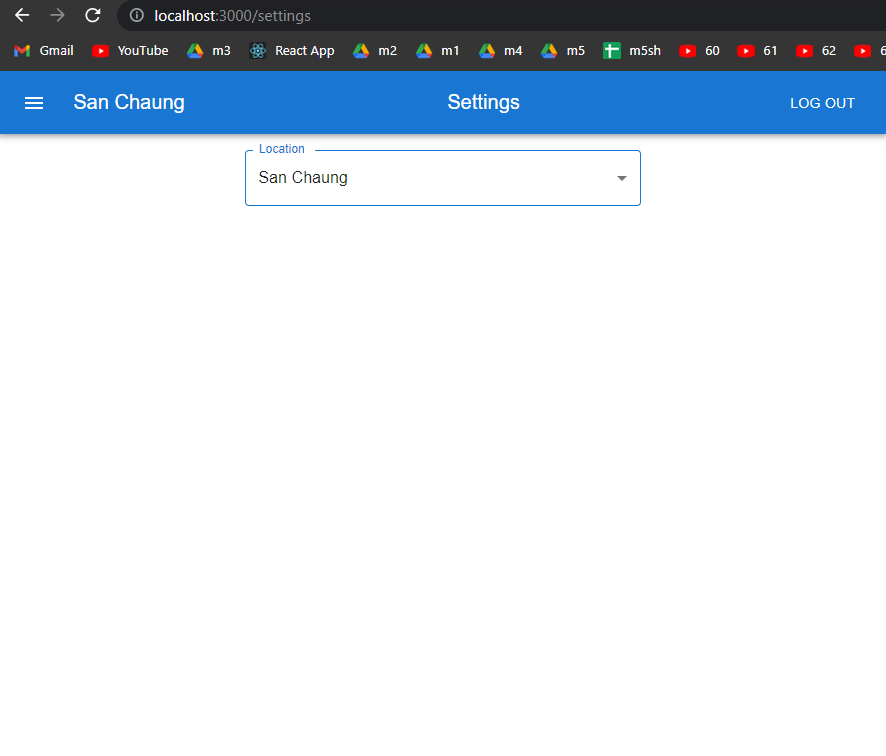 localhost:3000/settings
Gmail YouTube m3 React App m2 m1 m4 m5 m5sh 60 61 62
San Chaung Settings LOG OUT
Location
San Chaung